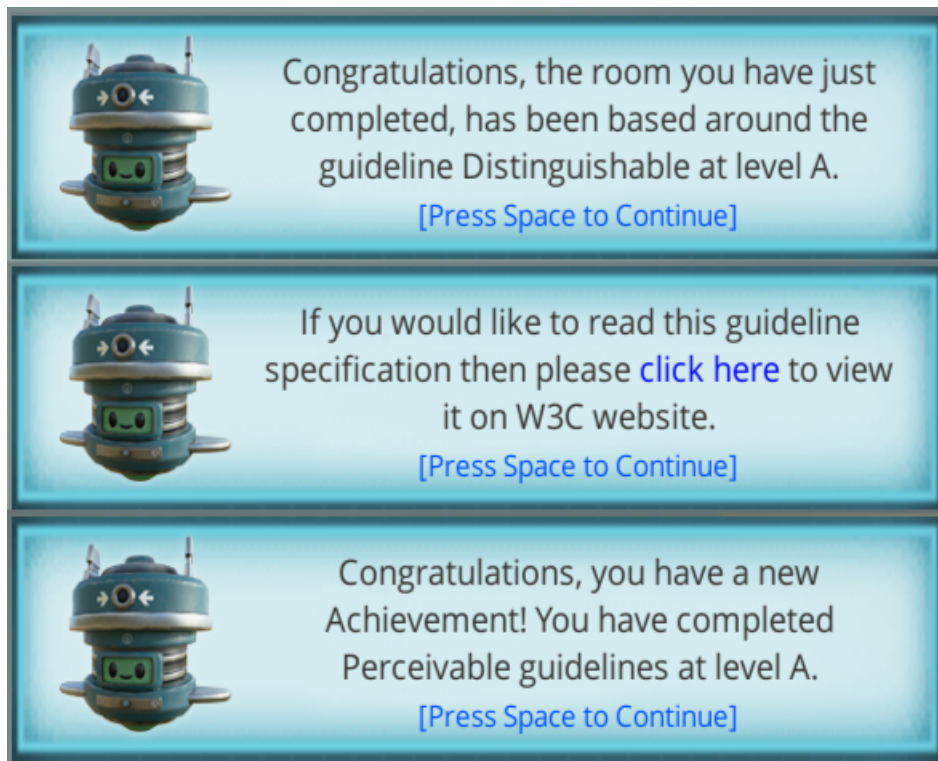 Congratulations, the room you have just
completed, has been based around the
guideline Distinguishable at level A.
[Press Space to Continue]
If you would like to read this guideline
specification then please click here to view
it on W3C website.
[Press Space to Continue]
Congratulations, you have a new
Achievement! You have completed
Perceivable guidelines at level A.
[Press Space to Continue]